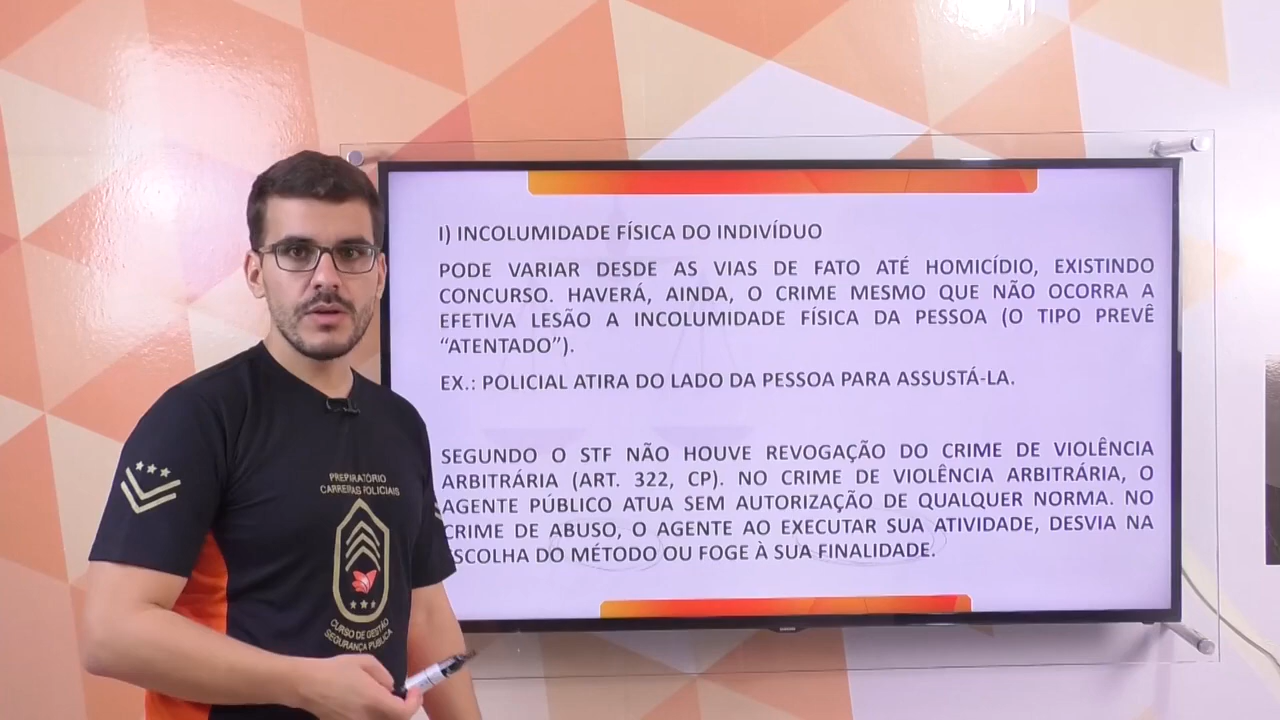 I) INCOLUMIDADE FÍSICA DO INDIVÍDUO
PODE VARIAR DESDE AS VIAS DE FATO ATÉ HOMICÍDIO, EXISTINDO
CONCURSO. HAVERÁ, AINDA, O CRIME MESMO QUE NÃO OCORRA A
EFETIVA LESÃO A INCOLUMIDADE FÍSICA DA PESSOA (O TIPO PREVÊ
“ATENTADO”).
EX.: POLICIAL ATIRA DO LADO DA PESSOA PARA ASSUSTÁ-LA.
SEGUNDO O STF NÃO HOUVE REVOGAÇÃO DO CRIME DE VIOLÊNCIA
ARBITRÁRIA (ART. 322, CP). NO CRIME DE VIOLÊNCIA ARBITRÁRIA, O
AGENTE PÚBLICO ATUA SEM AUTORIZAÇÃO DE QUALQUER NORMA. NO
CRIME DE ABUSO, O AGENTE AO EXECUTAR SUA ATIVIDADE, DESVIA NA
ESCOLHA DO MÉTODO OU FOGE À SUA FINALIDADE.
PREPARATÓRIO
CARREIRAS POLICIAIS
CURSO DE GESTÃO
SEGURANÇA PÚBLICA